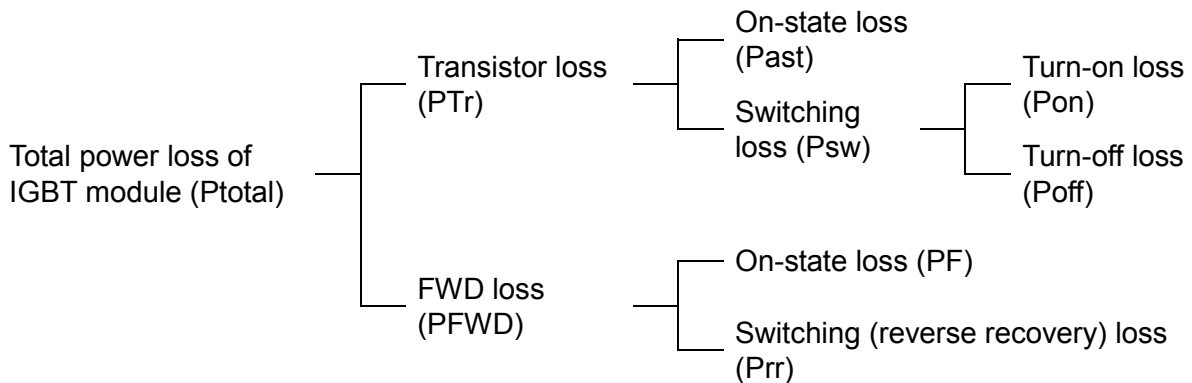 Total power loss of
IGBT module (Ptotal)
Transistor loss
(PTr)
On-state loss
(Past)
Switching
loss (Psw)
Turn-on loss
(Pon)
Turn-off loss
(Poff)
FWD loss
(PFWD)
On-state loss (PF)
Switching (reverse recovery) loss
(Prr)